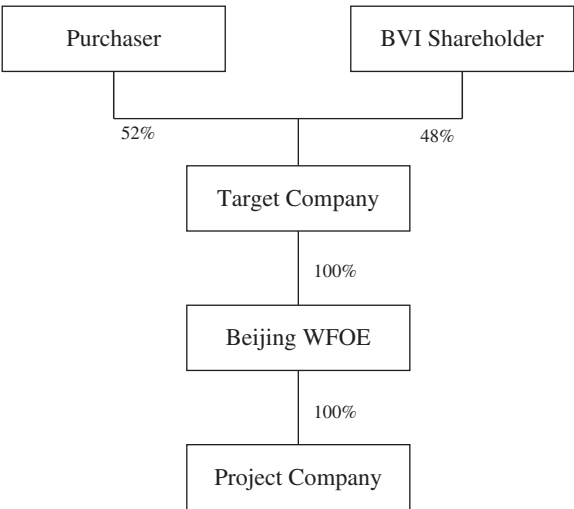 Purchaser
BVI Shareholder
52%
48%
Target Company
100%
Beijing WFOE
100%
Project Company